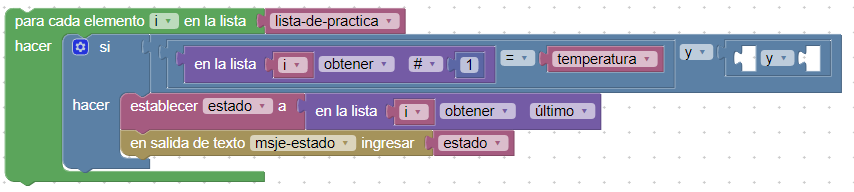 para cada elemento i en la lista lista-de-practica
hacer si en la lista i obtener # 1 = temperatura y y
hacer establecer estado a en la lista i obtener último
en salida de texto msje-estado ingresar estado